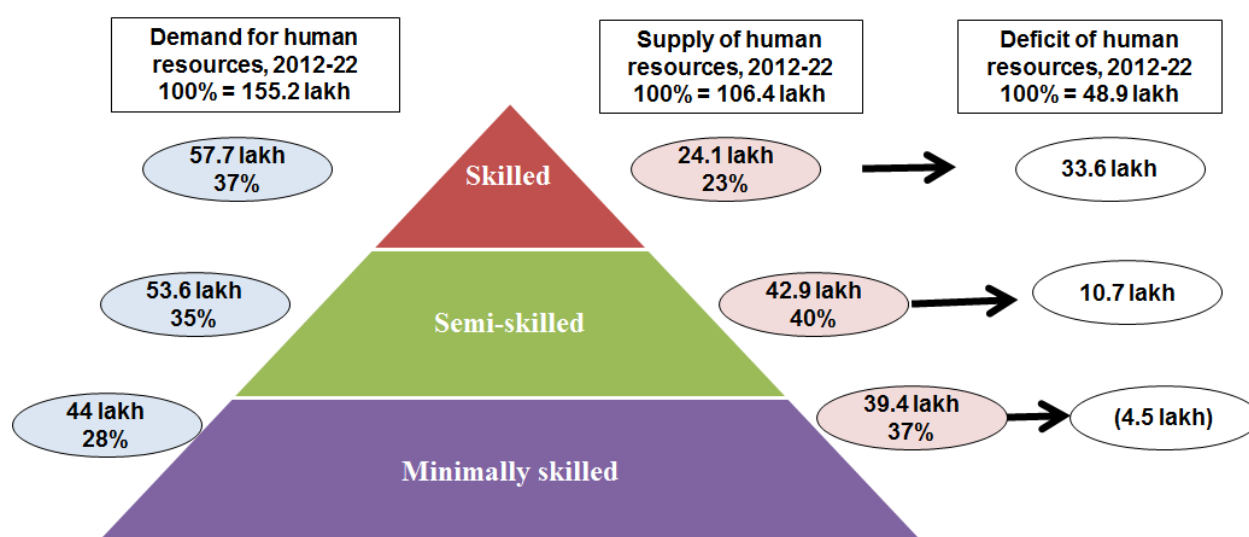 Demand for human
resources, 2012-22
100% = 155.2 lakh
Supply of human
resources, 2012-22
100% = 106.4 lakh
Deficit of human
resources, 2012-22
100% = 48.9 lakh
57.7 lakh
37%
Skilled
24.1 lakh
23%
33.6 lakh
53.6 lakh
35%
Semi-skilled
42.9 lakh
40%
10.7 lakh
44 lakh
28%
Minimally skilled
39.4 lakh
37%
(4.5 lakh)